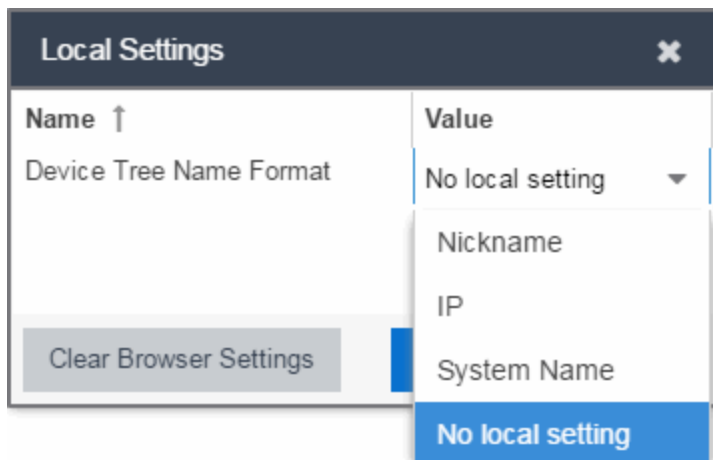 Local Settings ✖
Name ↑ Value
Device Tree Name Format No local setting
Nickname
IP
Clear Browser Settings System Name
No local setting